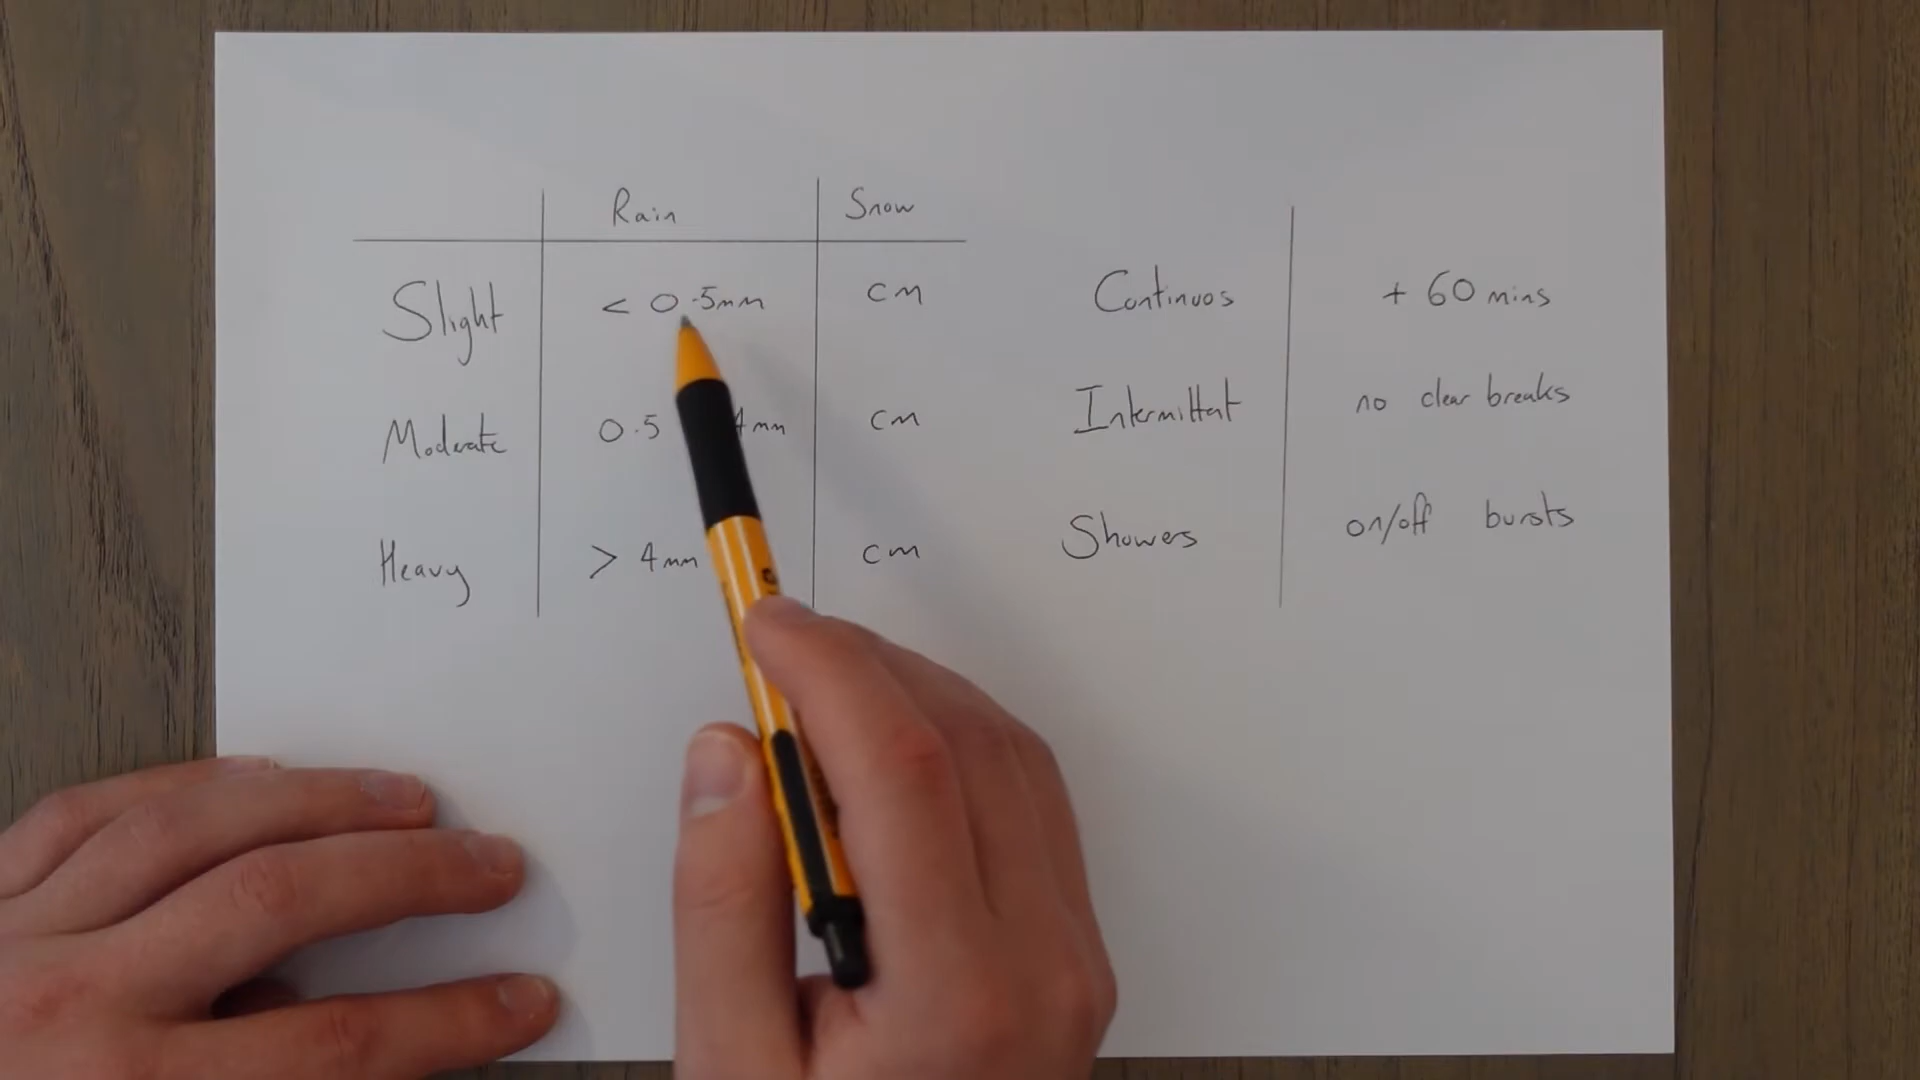 Rain Snow
Slight < 0.5mm cm
Moderate 0.5 4mm cm
Heavy > 4mm cm
Continuos + 60 mins
Intermittent no clear breaks
Showers on/off bursts